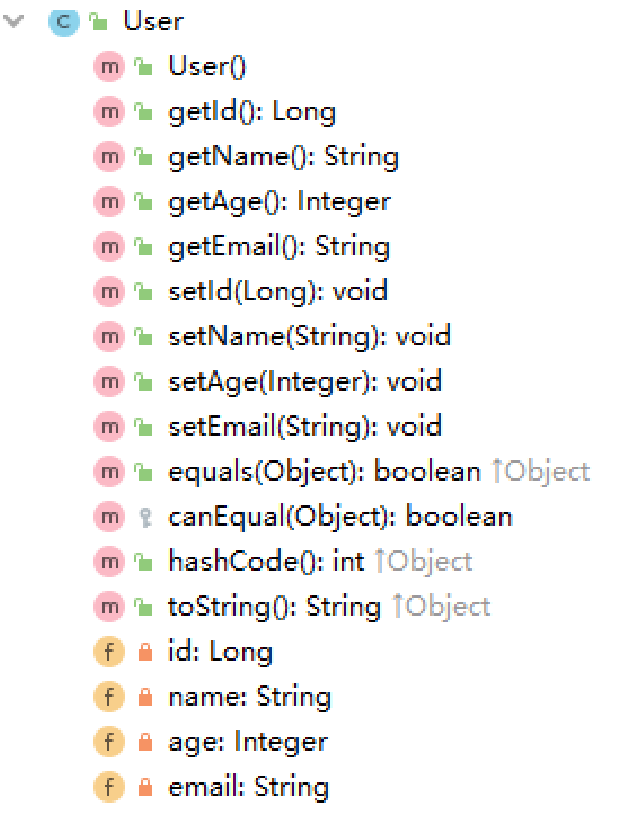 User
User()
getId(): Long
getName(): String
getAge(): Integer
getEmail(): String
setId(Long): void
setName(String): void
setAge(Integer): void
setEmail(String): void
equals(Object): boolean ↑Object
canEqual(Object): boolean
hashCode(): int ↑Object
toString(): String ↑Object
id: Long
name: String
age: Integer
email: String